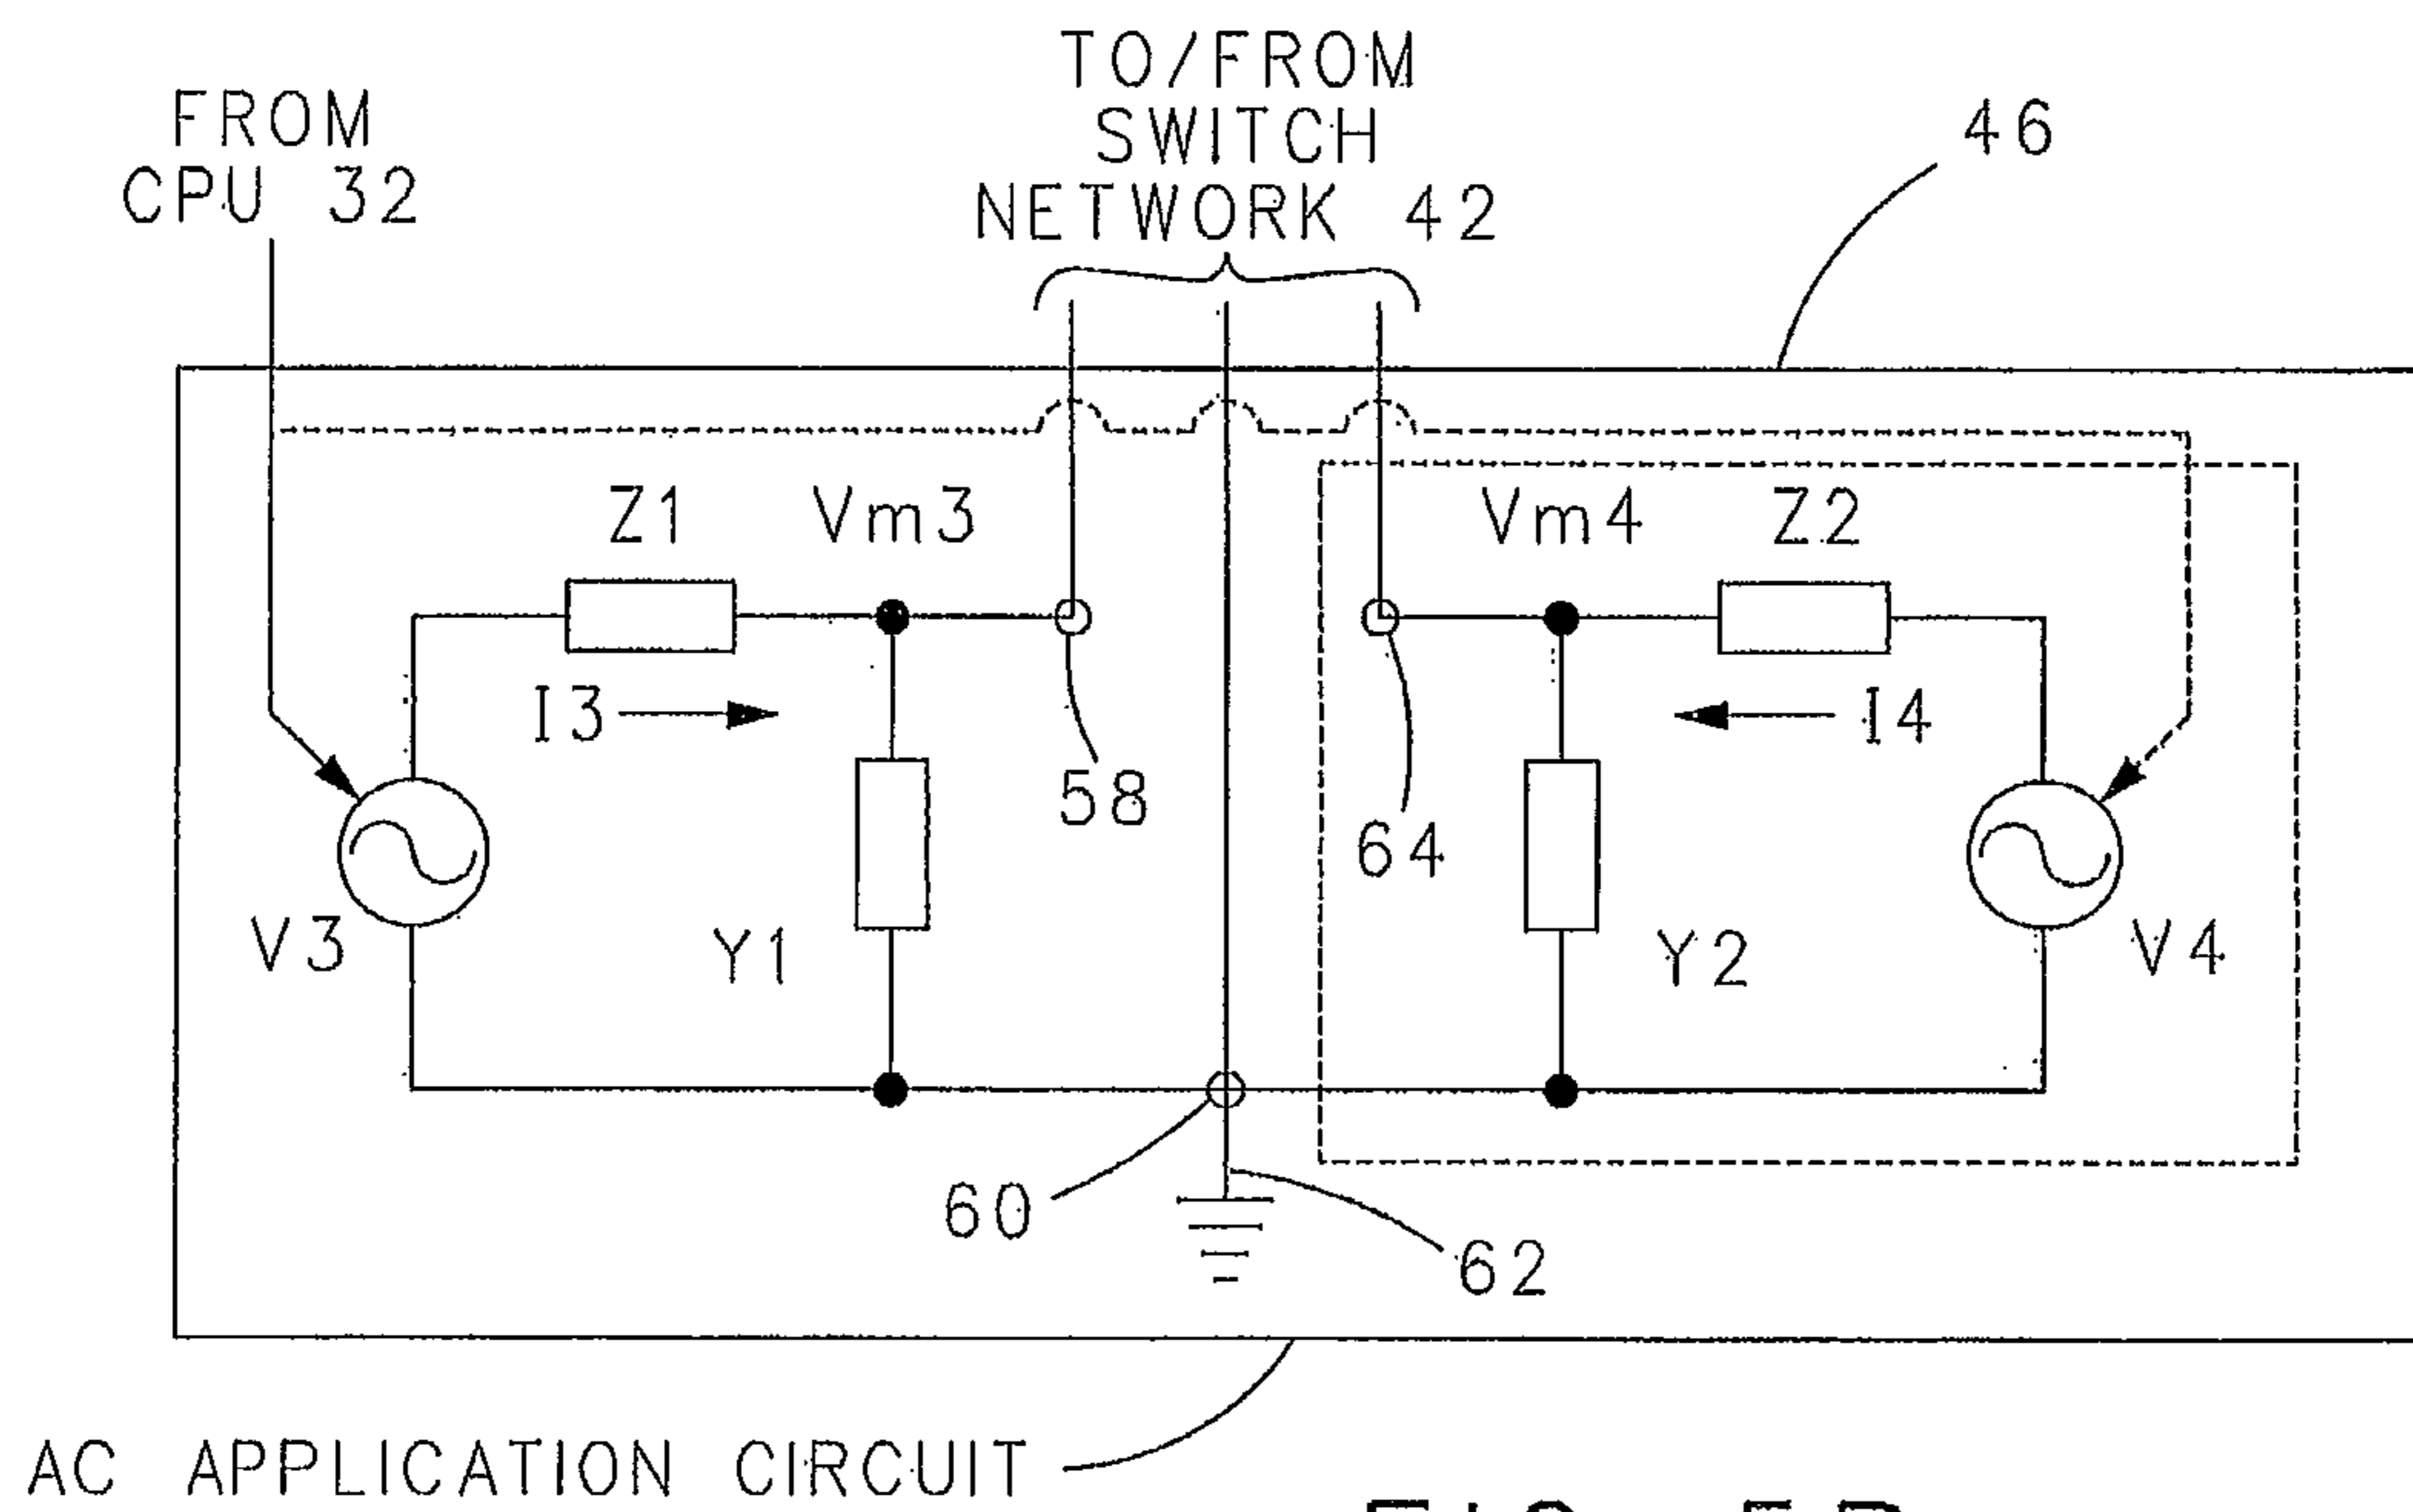 TO/FROM
SWITCH
NETWORK 42
FROM
CPU 32
46
Z1
Vm3
Vm4
Z2
I3
I4
58
64
V3
Y1
Y2
V4
60
62
AC APPLICATION CIRCUIT